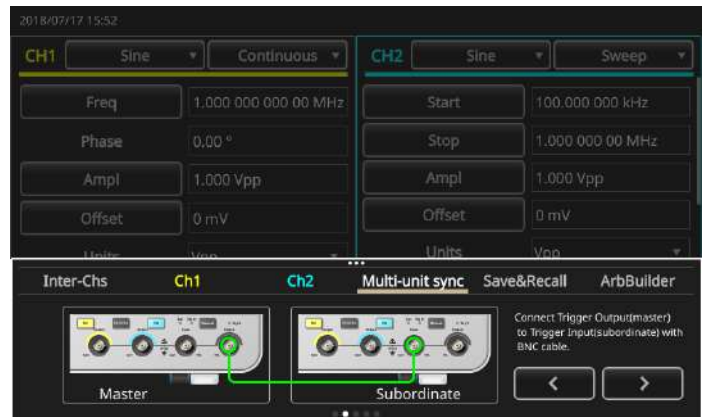 2018/07/17 15:52
CH1 Sine Continuous CH2 Sine Sweep
Freq 1.000 000 000 00 MHz Start 100.000 000 kHz
Phase 0.00 ° Stop 1.000 000 00 MHz
Ampl 1.000 Vpp Ampl 1.000 Vpp
Offset 0 mV Offset 0 mV
Units Vpp Units Vpp
Inter-Chs Ch1 Ch2 Multi-unit sync Save&Recall ArbBuilder
Connect Trigger Output(master)
to Trigger Input(subordinate) with
BNC cable.
Master Subordinate